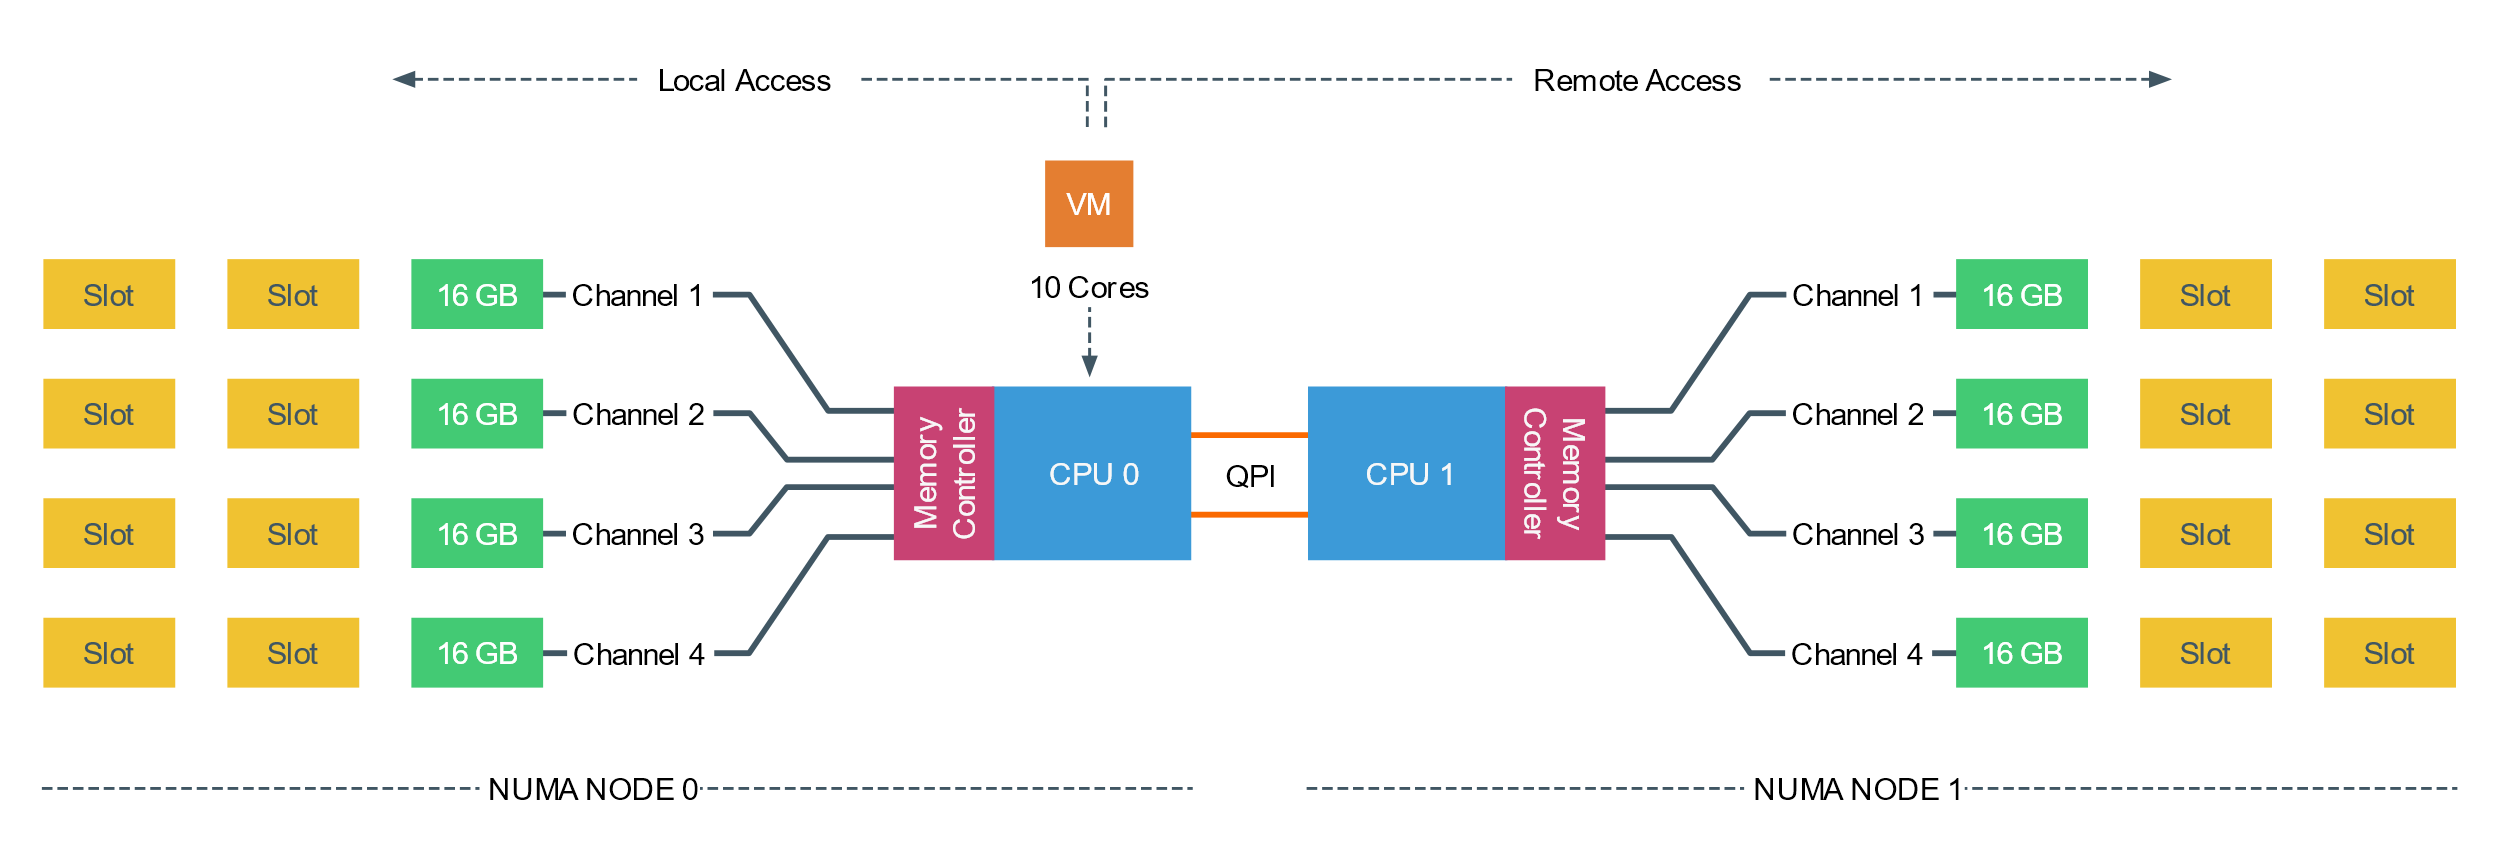 Local Access
Remote Access
VM
10 Cores
Slot Slot 16 GB Channel 1
Channel 1 16 GB Slot Slot
Slot Slot 16 GB Channel 2
Channel 2 16 GB Slot Slot
Memory
Controller
CPU 0
QPI
CPU 1
Memory
Controller
Slot Slot 16 GB Channel 3
Channel 3 16 GB Slot Slot
Slot Slot 16 GB Channel 4
Channel 4 16 GB Slot Slot
NUMA NODE 0
NUMA NODE 1